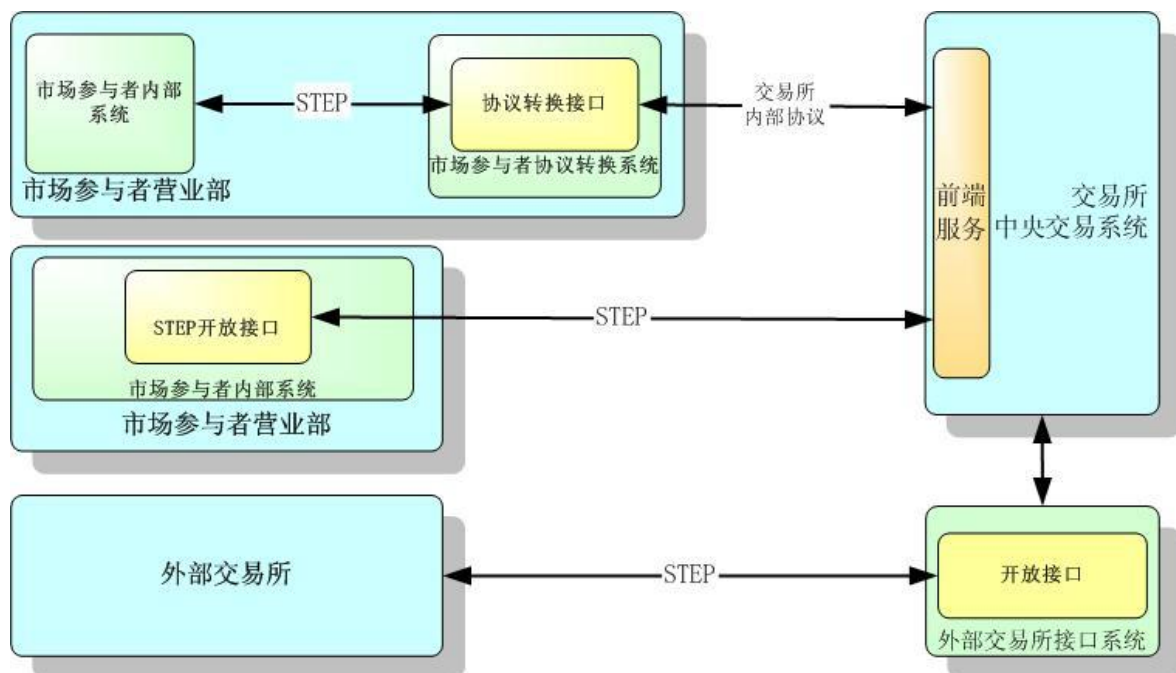 市场参与者内部
系统
STEP
协议转换接口
市场参与者协议转换系统
市场参与者营业部
交易所
内部协议
前端
服务
交易所
中央交易系统
STEP开放接口
市场参与者内部系统
市场参与者营业部
STEP
外部交易所
STEP
开放接口
外部交易所接口系统